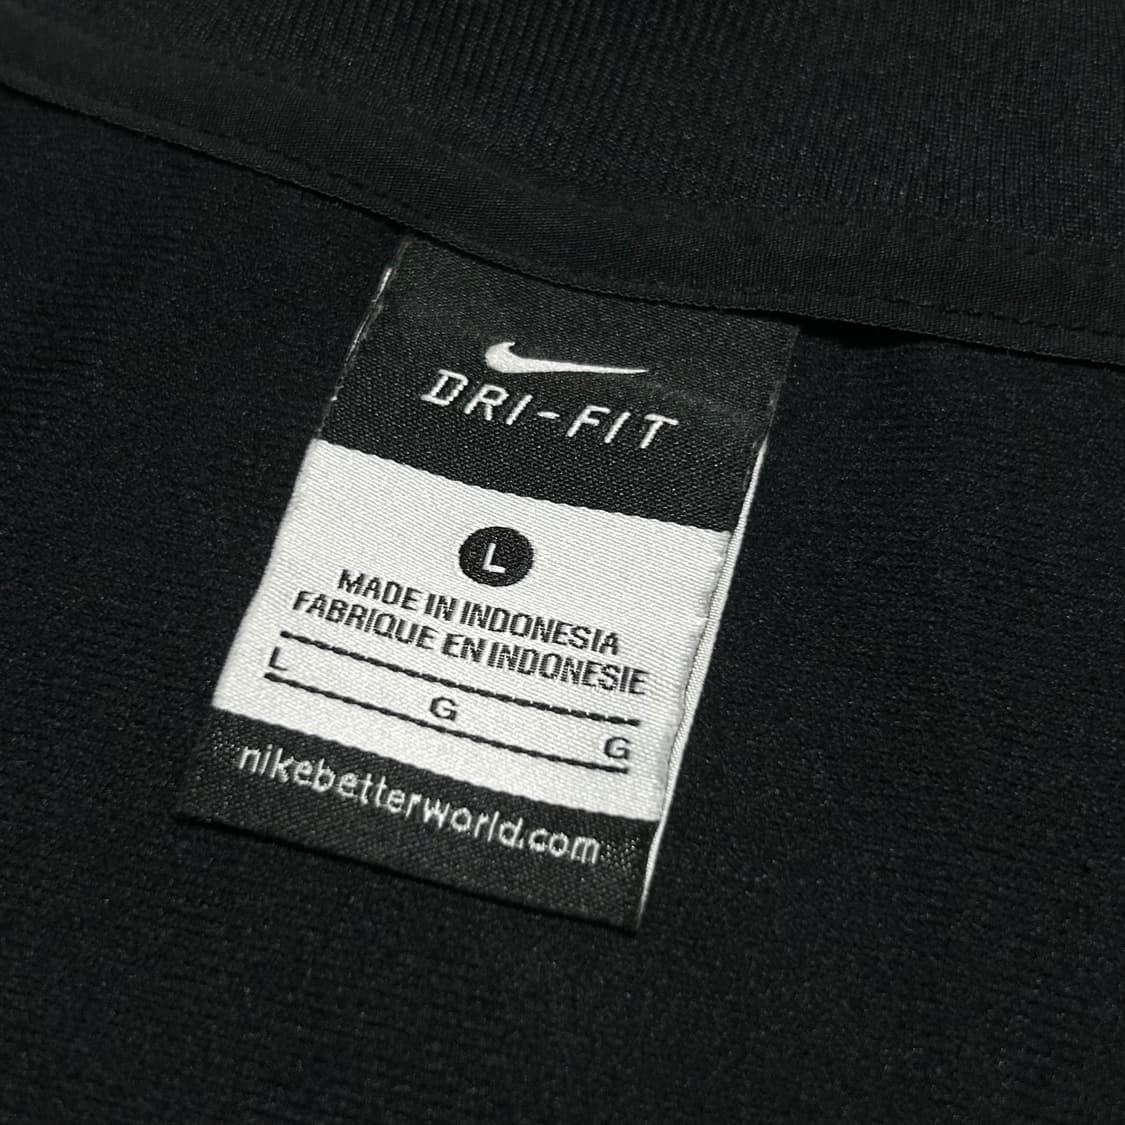 DRI-FIT
L
MADE IN INDONESIA
FABRIQUE EN INDONESIE
L
G
G
nikebetterworld.com